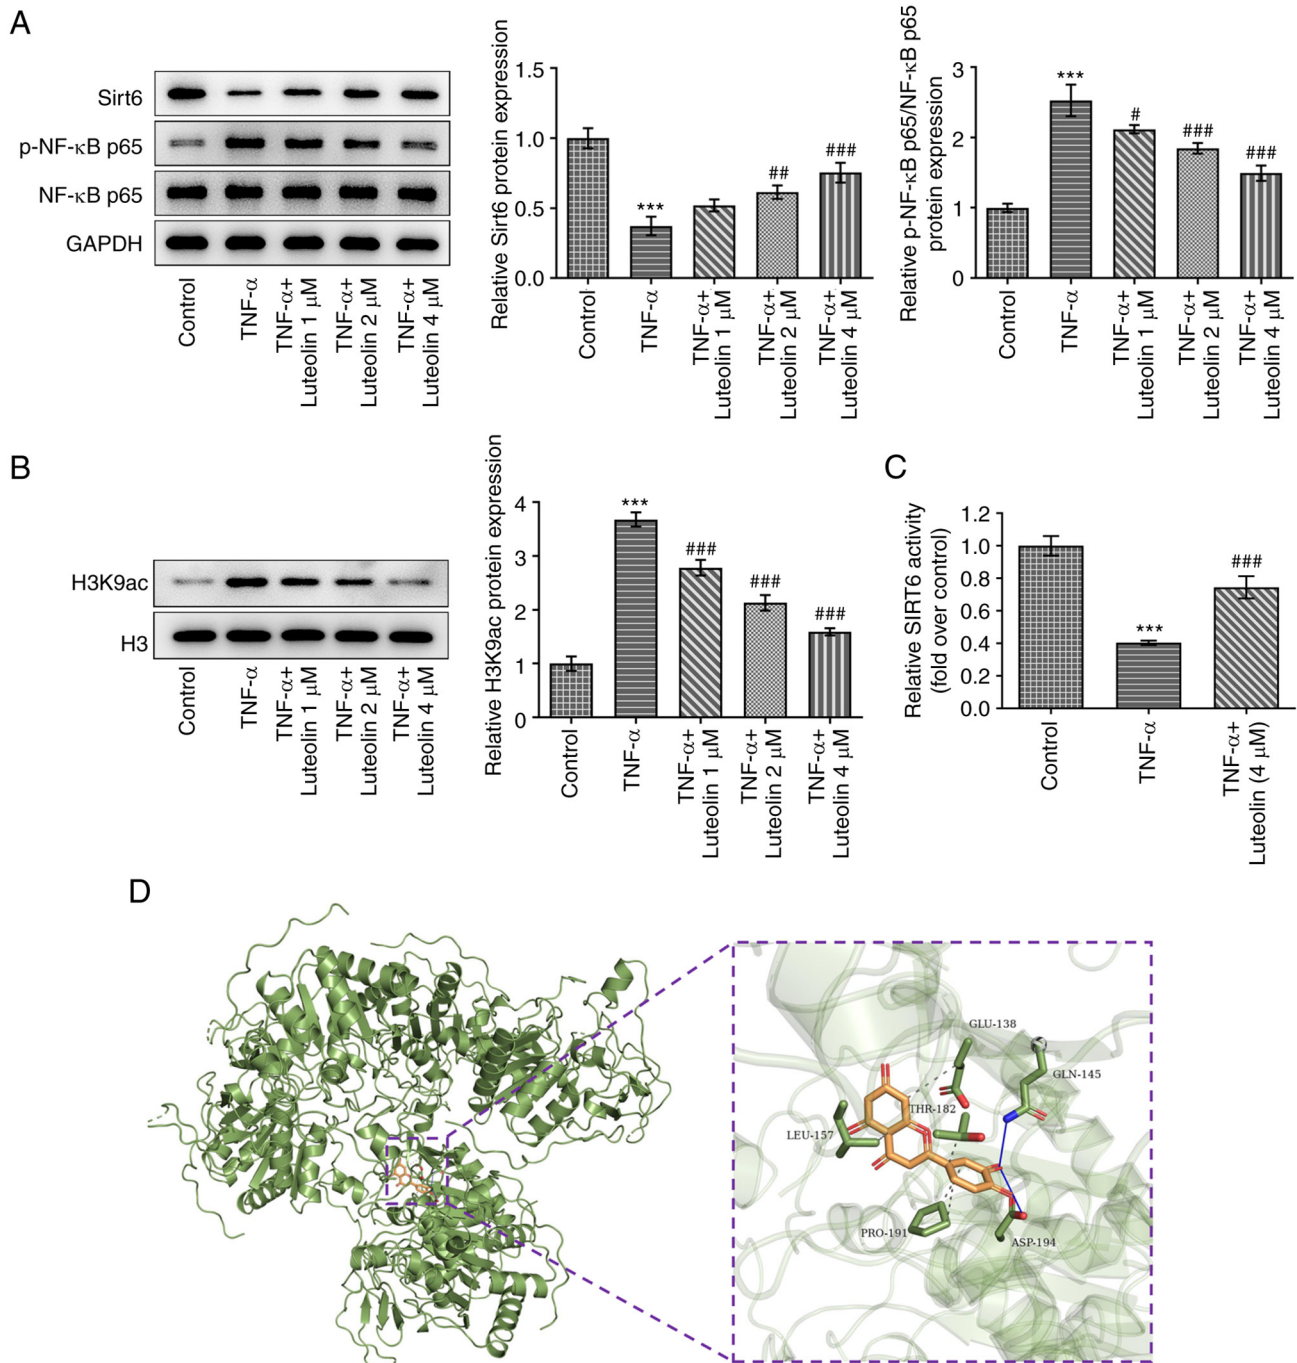 A
Sirt6
p-NF-κB p65
NF-κB p65
GAPDH
Control
TNF-α
TNF-α+
Luteolin 1 μM
TNF-α+
Luteolin 2 μM
TNF-α+
Luteolin 4 μM
Relative Sirt6 protein expression
1.5
1.0
0.5
0.0
***
##
###
Control
TNF-α
TNF-α+
Luteolin 1 μM
TNF-α+
Luteolin 2 μM
TNF-α+
Luteolin 4 μM
Relative p-NF-κB p65/NF-κB p65
protein expression
3
2
1
0
***
#
###
###
Control
TNF-α
TNF-α+
Luteolin 1 μM
TNF-α+
Luteolin 2 μM
TNF-α+
Luteolin 4 μM
B
H3K9ac
H3
Control
TNF-α
TNF-α+
Luteolin 1 μM
TNF-α+
Luteolin 2 μM
TNF-α+
Luteolin 4 μM
Relative H3K9ac protein expression
4
3
2
1
0
***
###
###
###
Control
TNF-α
TNF-α+
Luteolin 1 μM
TNF-α+
Luteolin 2 μM
TNF-α+
Luteolin 4 μM
C
Relative SIRT6 activity
(fold over control)
1.2
1.0
0.8
0.6
0.4
0.2
0.0
***
###
Control
TNF-α
TNF-α+
Luteolin (4 μM)
D
GLU-138
GLN-145
THR-182
LEU-157
PRO-191
ASP-194